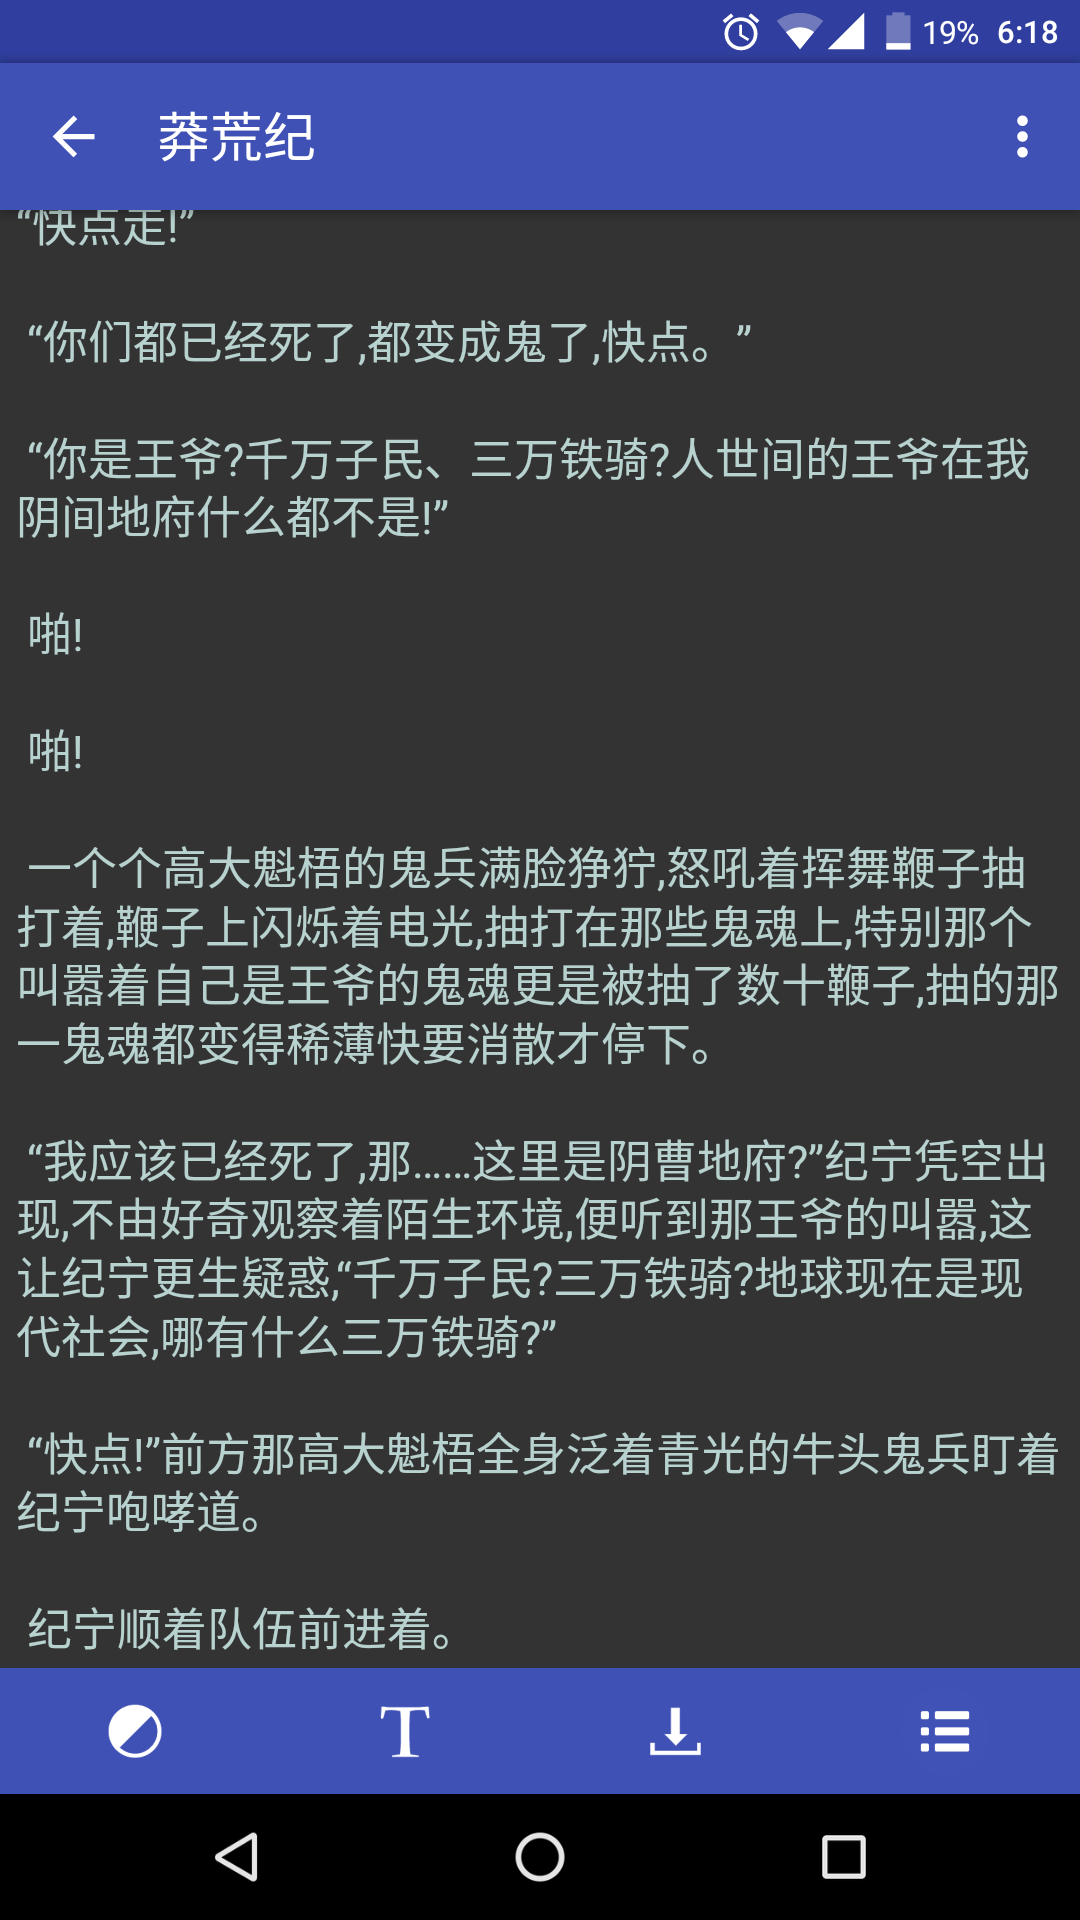 19% 6:18
莽荒纪
“快点走!”
“你们都已经死了,都变成鬼了,快点。”
“你是王爷?千万子民、三万铁骑?人世间的王爷在我
阴间地府什么都不是!”
啪!
啪!
一个个高大魁梧的鬼兵满脸狰狞,怒吼着挥舞鞭子抽
打着,鞭子上闪烁着电光,抽打在那些鬼魂上,特别那个
叫嚣着自己是王爷的鬼魂更是被抽了数十鞭子,抽的那
一鬼魂都变得稀薄快要消散才停下。
“我应该已经死了,那……这里是阴曹地府?”纪宁凭空出
现,不由好奇观察着陌生环境,便听到那王爷的叫嚣,这
让纪宁更生疑惑,“千万子民?三万铁骑?地球现在是现
代社会,哪有什么三万铁骑?”
“快点!”前方那高大魁梧全身泛着青光的牛头鬼兵盯着
纪宁咆哮道。
纪宁顺着队伍前进着。